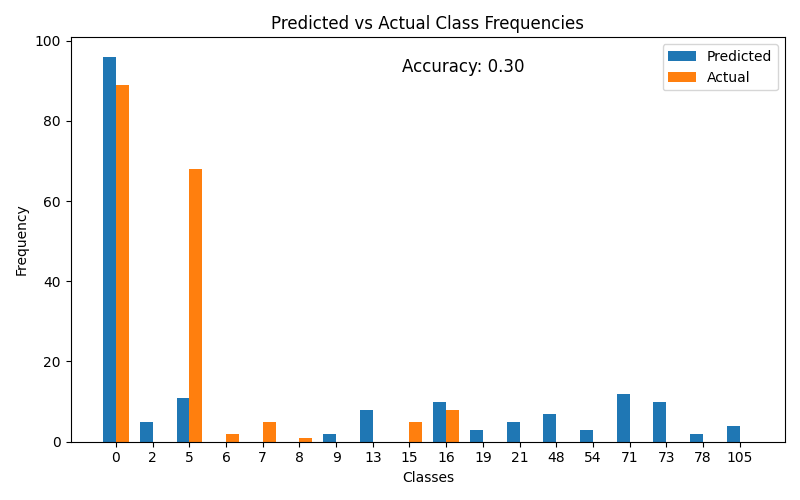 Predicted vs Actual Class Frequencies
100
80
60
40
20
0
Frequency
Accuracy: 0.30
Predicted
Actual
0 2 5 6 7 8 9 13 15 16 19 21 48 54 71 73 78 105
Classes